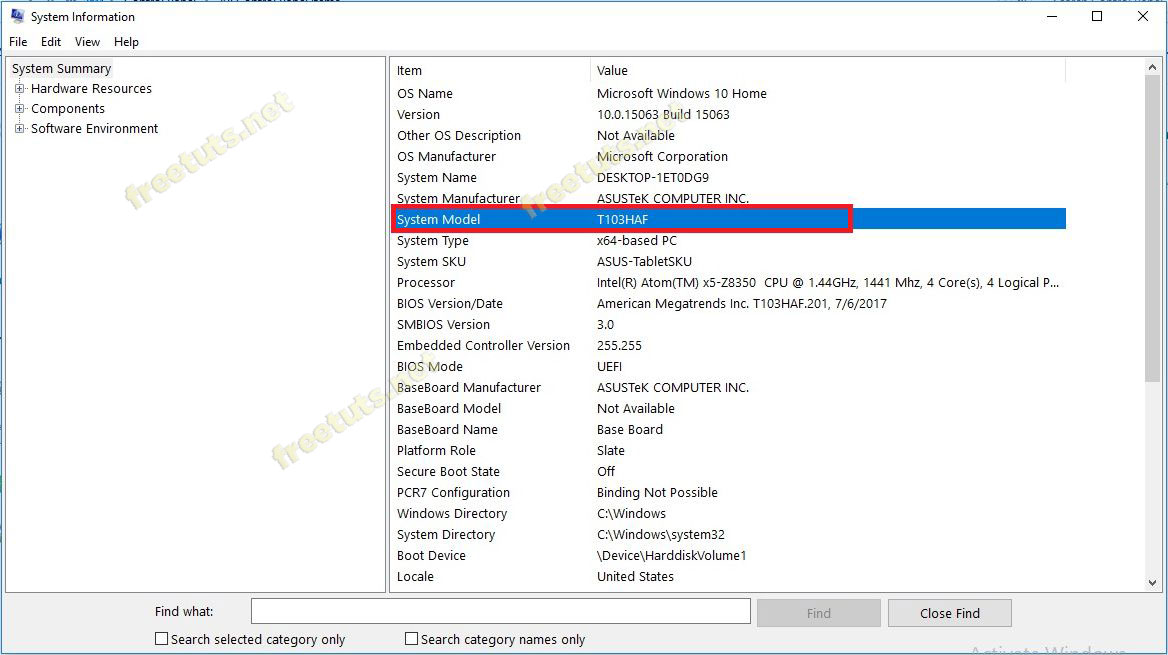 System Information
File Edit View Help
System Summary
Hardware Resources
Components
Software Environment
Item Value
OS Name Microsoft Windows 10 Home
Version 10.0.15063 Build 15063
Other OS Description Not Available
OS Manufacturer Microsoft Corporation
System Name DESKTOP-1ET0DG9
System Manufacturer ASUSTeK COMPUTER INC.
System Model T103HAF
System Type x64-based PC
System SKU ASUS-TabletSKU
Processor Intel(R) Atom(TM) x5-Z8350 CPU @ 1.44GHz, 1441 Mhz, 4 Core(s), 4 Logical P...
BIOS Version/Date American Megatrends Inc. T103HAF.201, 7/6/2017
SMBIOS Version 3.0
Embedded Controller Version 255.255
BIOS Mode UEFI
BaseBoard Manufacturer ASUSTeK COMPUTER INC.
BaseBoard Model Not Available
BaseBoard Name Base Board
Platform Role Slate
Secure Boot State Off
PCR7 Configuration Binding Not Possible
Windows Directory C:\Windows
System Directory C:\Windows\system32
Boot Device \Device\HarddiskVolume1
Locale United States
Find what: Find Close Find
Search selected category only Search category names only
Activate Windows
freetuts.net
freetuts.net
freetuts.net